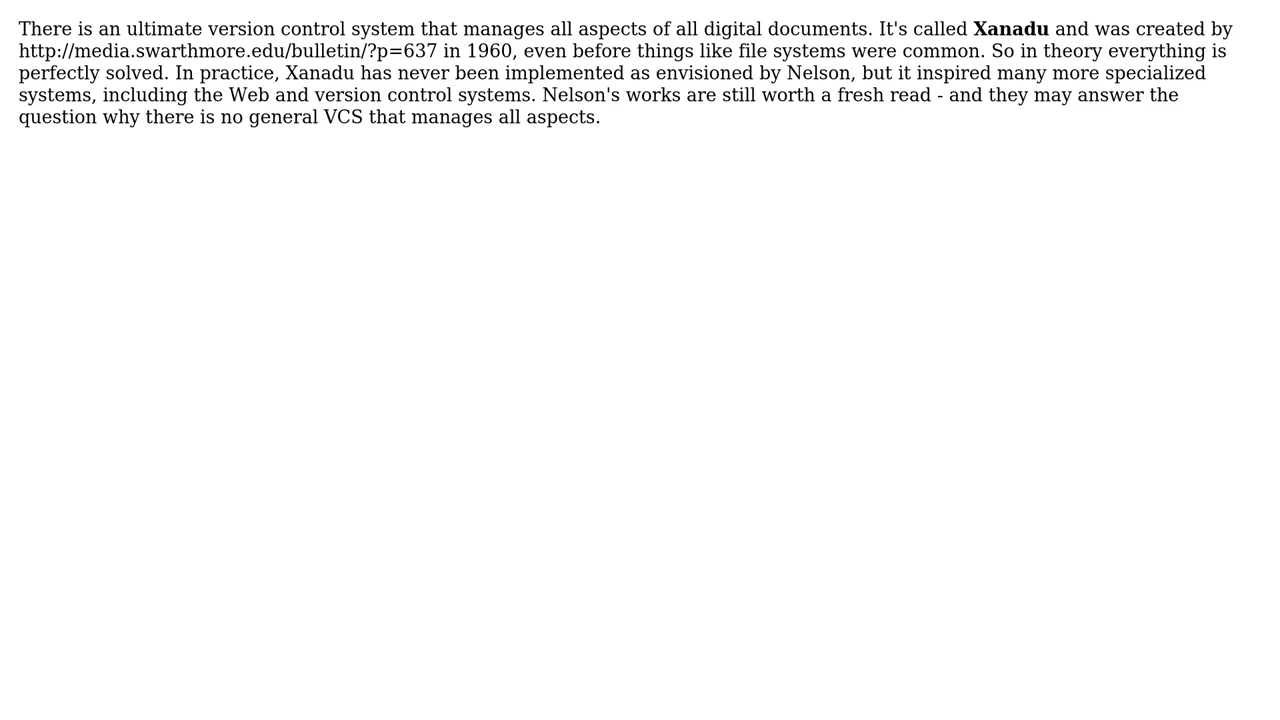 There is an ultimate version control system that manages all aspects of all digital documents. It's called Xanadu and was created by
http://media.swarthmore.edu/bulletin/?p=637 in 1960, even before things like file systems were common. So in theory everything is
perfectly solved. In practice, Xanadu has never been implemented as envisioned by Nelson, but it inspired many more specialized
systems, including the Web and version control systems. Nelson's works are still worth a fresh read - and they may answer the
question why there is no general VCS that manages all aspects.